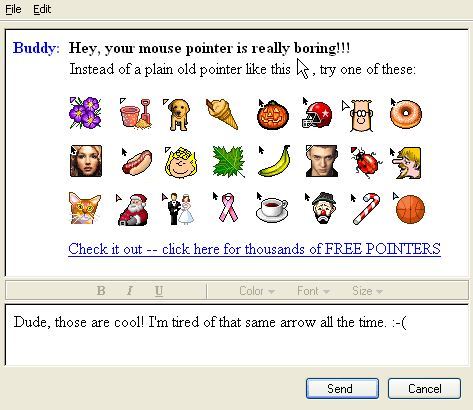 File Edit
Buddy: Hey, your mouse pointer is really boring!!!
Instead of a plain old pointer like this , try one of these:
Check it out -- click here for thousands of FREE POINTERS
B I U Color Font Size
Dude, those are cool! I'm tired of that same arrow all the time. :-(
Send Cancel